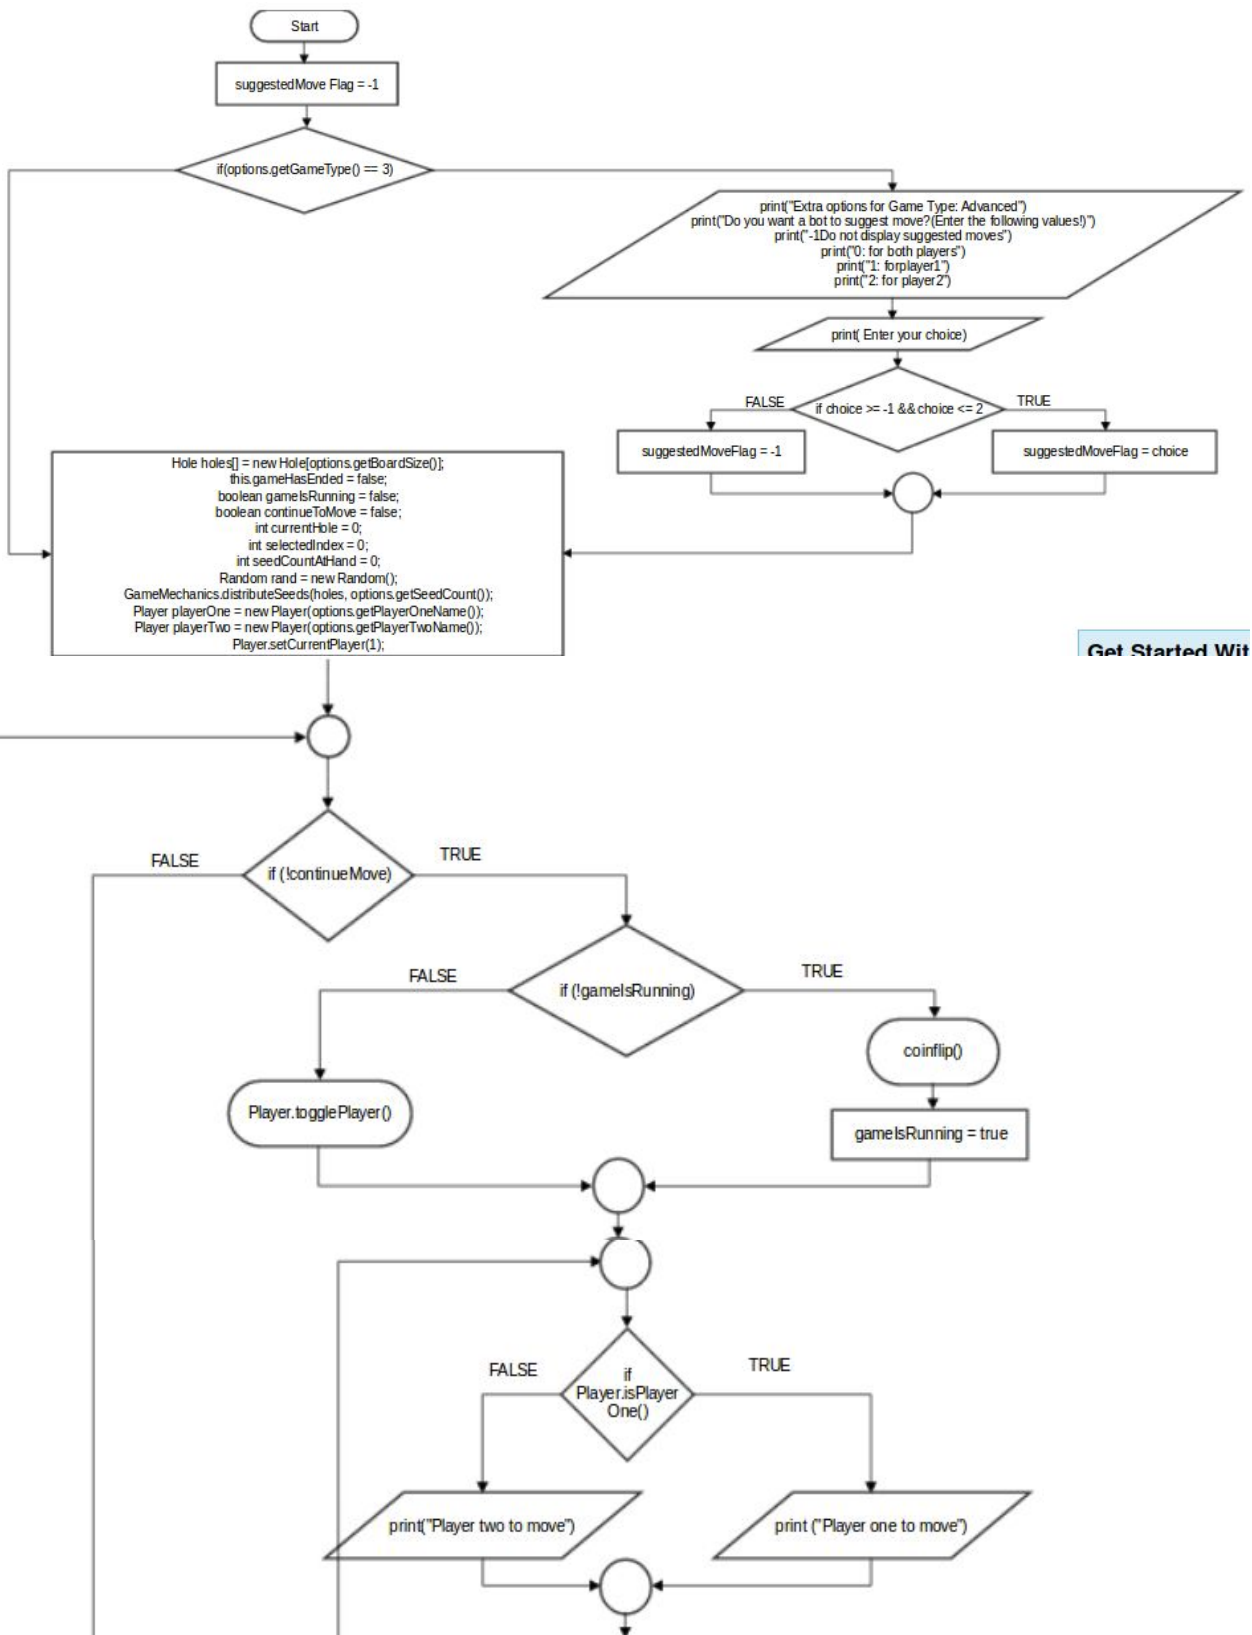 Start
suggestedMove Flag = -1
if(options.getGameType() == 3)
print("Extra options for Game Type: Advanced")
print("Do you want a bot to suggest move?(Enter the following values!)")
print("-1Do not display suggested moves")
print("0: for both players")
print("1: forplayer1")
print("2: for player2")
print( Enter your choice)
FALSE
if choice >= -1 && choice <= 2
TRUE
suggestedMoveFlag = -1
suggestedMoveFlag = choice
Hole holes[] = new Hole[options.getBoardSize()];
this.gameHasEnded = false;
boolean gameIsRunning = false;
boolean continueToMove = false;
int currentHole = 0;
int selectedIndex = 0;
int seedCountAtHand = 0;
Random rand = new Random();
GameMechanics.distributeSeeds(holes, options.getSeedCount());
Player playerOne = new Player(options.getPlayerOneName());
Player playerTwo = new Player(options.getPlayerTwoName());
Player.setCurrentPlayer(1);
Get Started Wit
FALSE
if (!continueMove)
TRUE
FALSE
if (!gameIsRunning)
TRUE
coinflip()
Player.togglePlayer()
gameIsRunning = true
FALSE
if
Player.isPlayer
One()
TRUE
print("Player two to move")
print ("Player one to move")